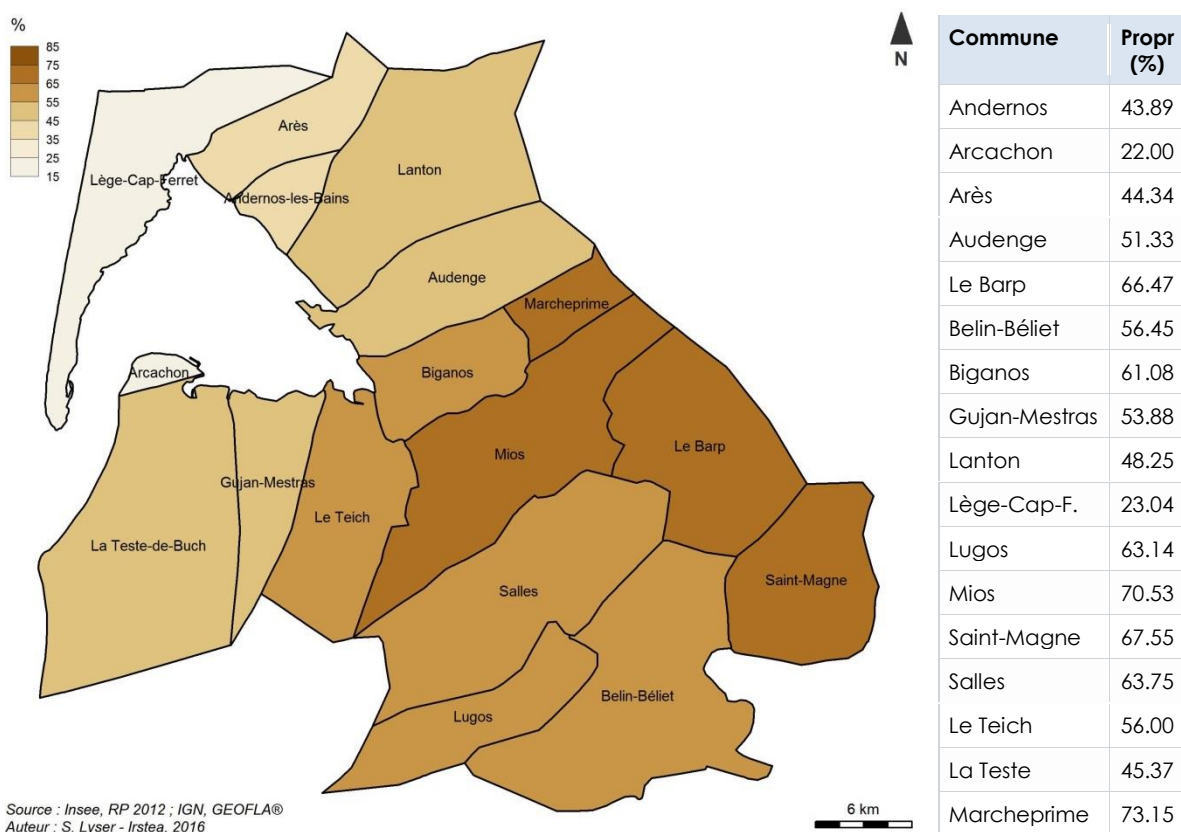 %
85
75
65
55
45
35
25
15
N
Arès
Lège-Cap-Ferret
Andernos-les-Bains
Lanton
Audenge
Marcheprime
Arcachon
Biganos
Mios
Le Barp
Gujan-Mestras
Le Teich
La Teste-de-Buch
Saint-Magne
Salles
Belin-Béliet
Lugos
Source : Insee, RP 2012 ; IGN, GEOFLA®
Auteur : S. Lyser - Irstea, 2016
6 km
Commune Propr
(%)
Andernos 43.89
Arcachon 22.00
Arès 44.34
Audenge 51.33
Le Barp 66.47
Belin-Béliet 56.45
Biganos 61.08
Gujan-Mestras 53.88
Lanton 48.25
Lège-Cap-F. 23.04
Lugos 63.14
Mios 70.53
Saint-Magne 67.55
Salles 63.75
Le Teich 56.00
La Teste 45.37
Marcheprime 73.15